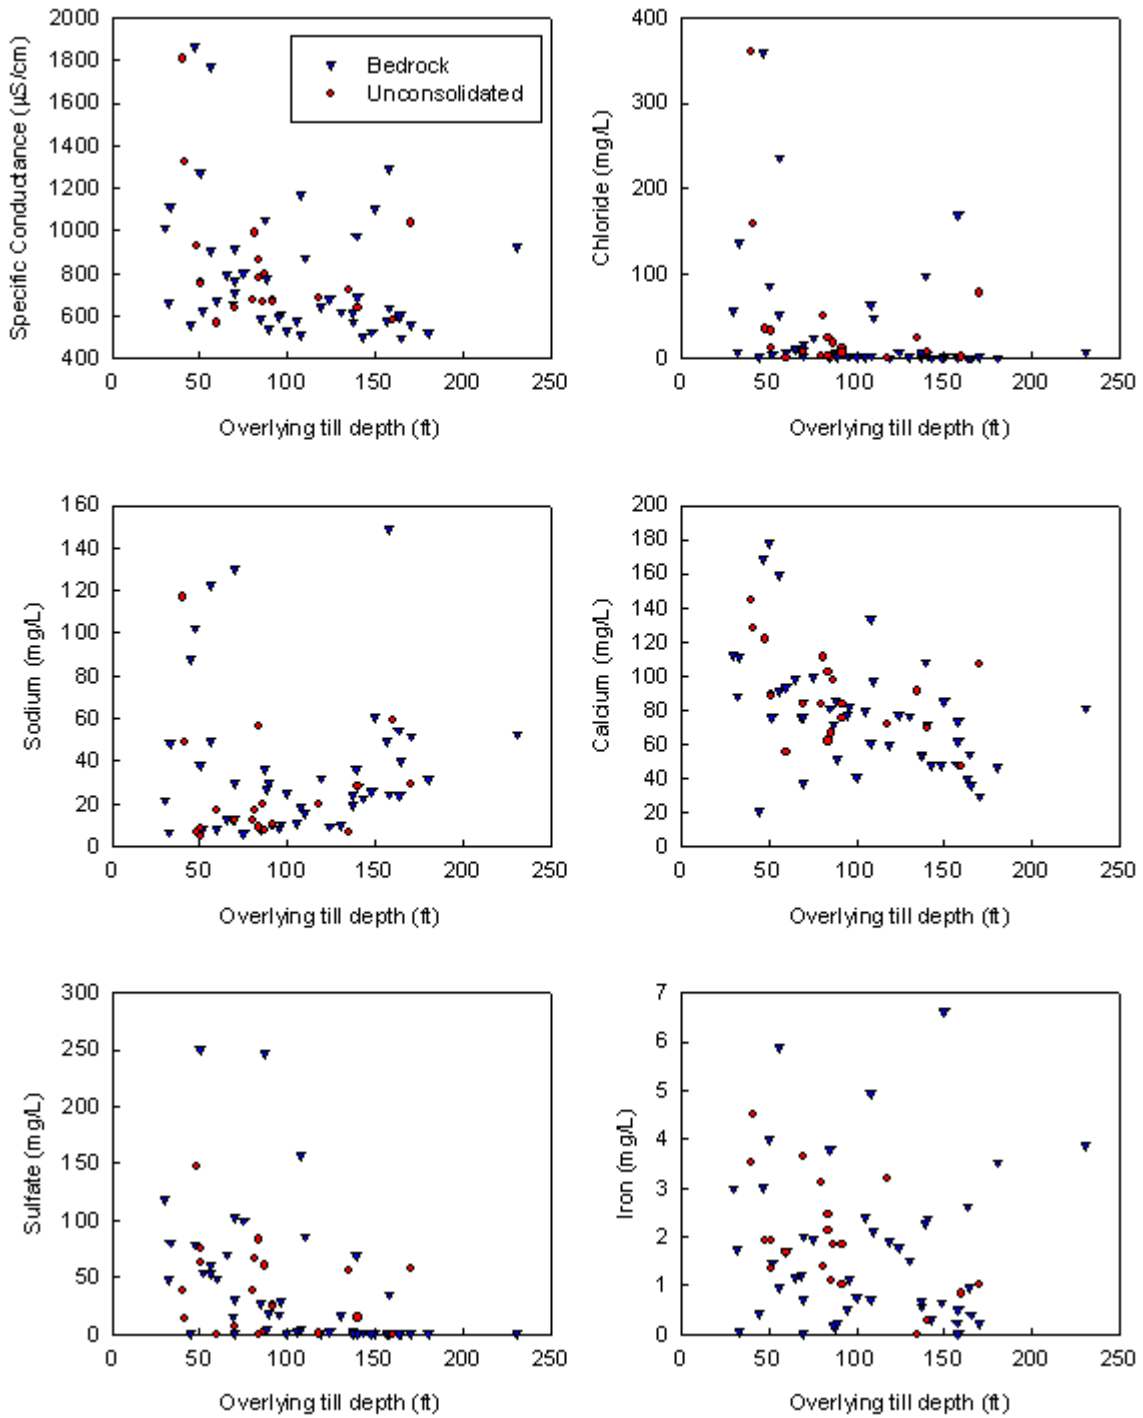 2000
1800
1600
1400
1200
1000
800
600
400
Specific Conductance (µS/cm)
Bedrock
Unconsolidated
0 50 100 150 200 250
Overlying till depth (ft)
400
300
200
100
0
Chloride (mg/L)
0 50 100 150 200 250
Overlying till depth (ft)
160
140
120
100
80
60
40
20
0
Sodium (mg/L)
0 50 100 150 200 250
Overlying till depth (ft)
200
180
160
140
120
100
80
60
40
20
0
Calcium (mg/L)
0 50 100 150 200 250
Overlying till depth (ft)
300
250
200
150
100
50
0
Sulfate (mg/L)
0 50 100 150 200 250
Overlying till depth (ft)
7
6
5
4
3
2
1
0
Iron (mg/L)
0 50 100 150 200 250
Overlying till depth (ft)